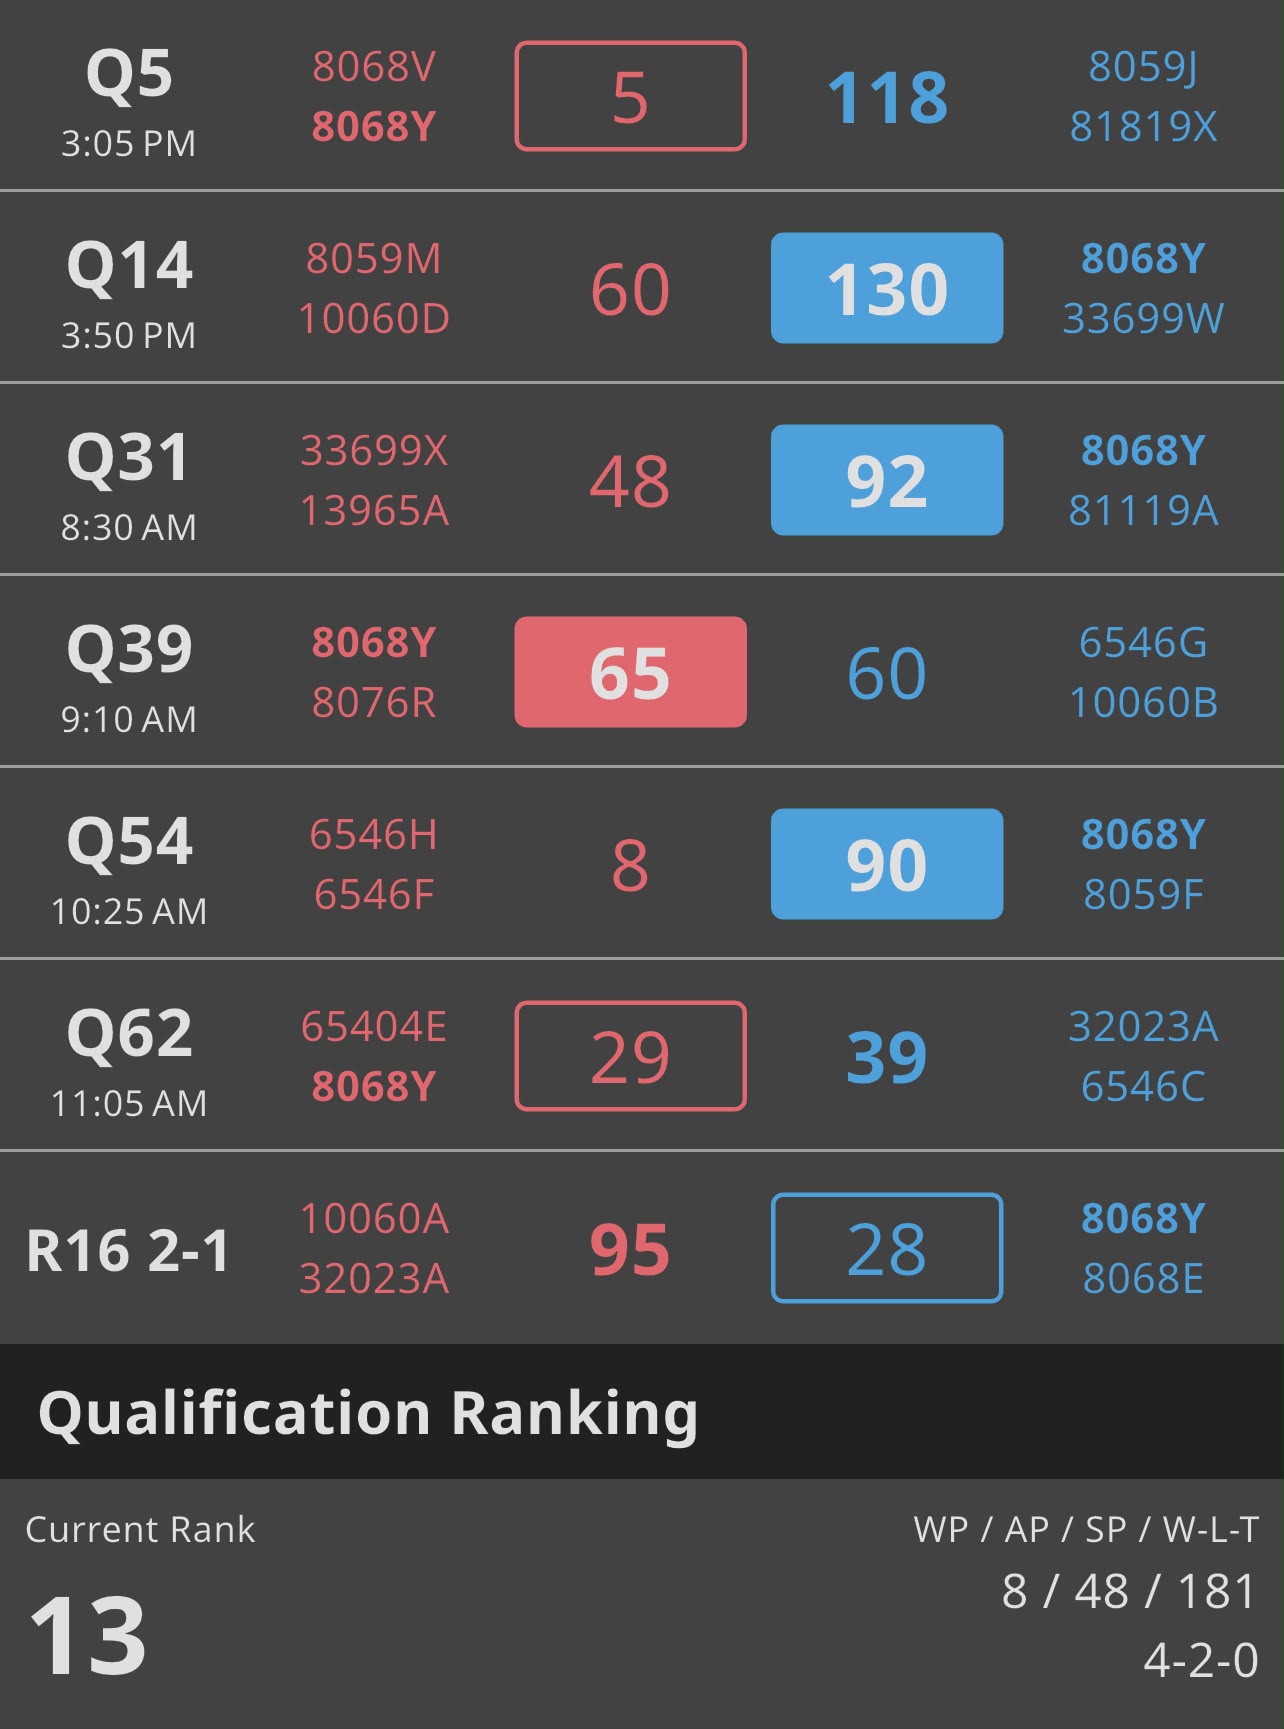 Q5
3:05 PM
8068V
8068Y
5
118
8059J
81819X
Q14
3:50 PM
8059M
10060D
60
130
8068Y
33699W
Q31
8:30 AM
33699X
13965A
48
92
8068Y
81119A
Q39
9:10 AM
8068Y
8076R
65
60
6546G
10060B
Q54
10:25 AM
6546H
6546F
8
90
8068Y
8059F
Q62
11:05 AM
65404E
8068Y
29
39
32023A
6546C
R16 2-1
10060A
32023A
95
28
8068Y
8068E
Qualification Ranking
Current Rank
13
WP / AP / SP / W-L-T
8 / 48 / 181
4-2-0